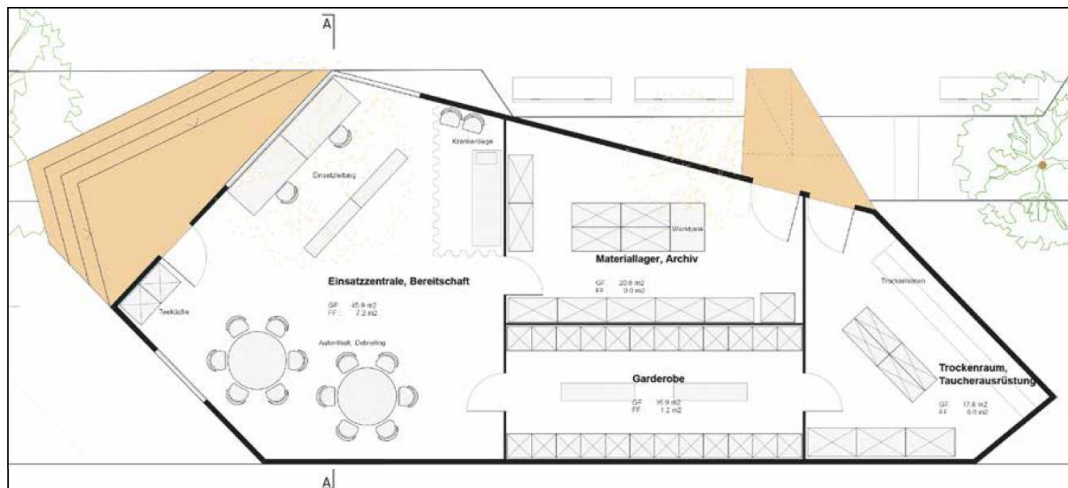 A
Krankenliege
Einsatzleitung
Werkbank
Materiallager, Archiv
GF: 20.6 m2
FF: 0.0 m2
Einsatzzentrale, Bereitschaft
GF: 45.9 m2
FF: 7.2 m2
Teeküche
Aufenthalt, Debriefing
Trockenleinen
Garderobe
GF: 16.9 m2
FF: 1.2 m2
Trockenraum,
Taucherausrüstung
GF: 17.6 m2
FF: 0.0 m2
A